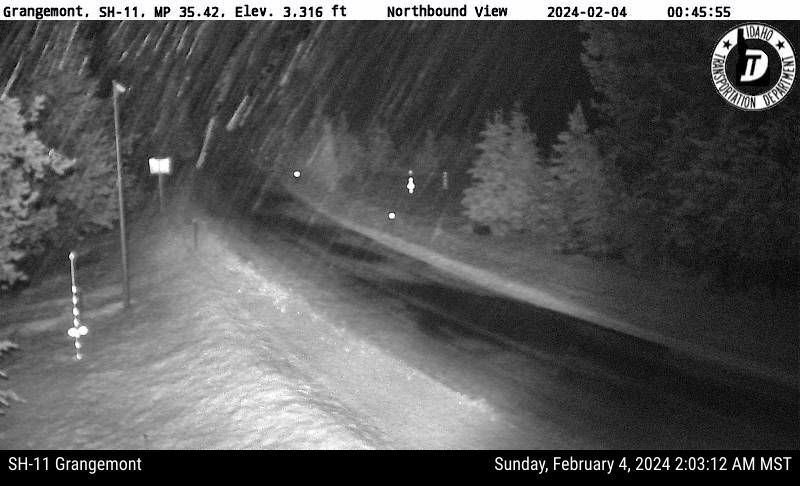 Grangemont, SH-11, MP 35.42, Elev. 3,316 ft Northbound View 2024-02-04 00:45:55
IDAHO
TRANSPORTATION DEPARTMENT
SH-11 Grangemont Sunday, February 4, 2024 2:03:12 AM MST